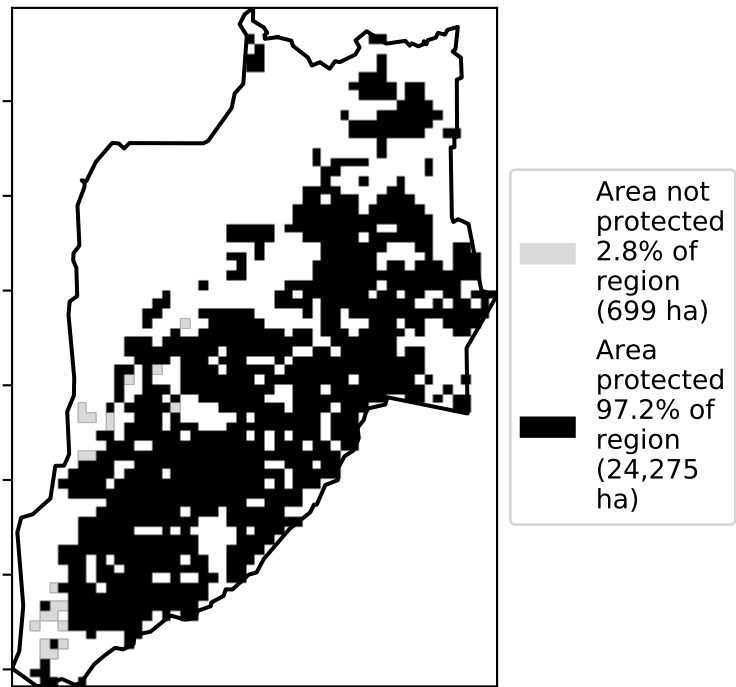 Area not
protected
2.8% of
region
(699 ha)
Area
protected
97.2% of
region
(24,275
ha)